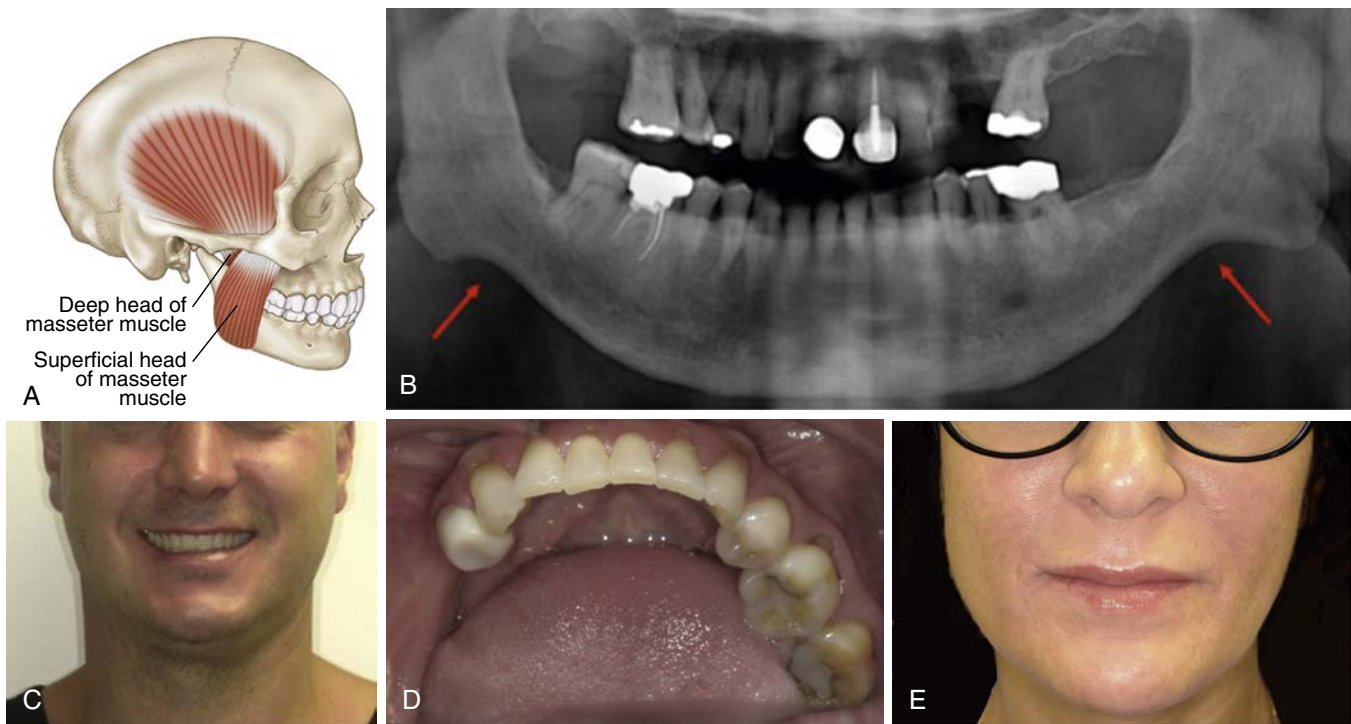 Deep head of
masseter muscle
Superficial head
of masseter
muscle
A
B
C
D
E